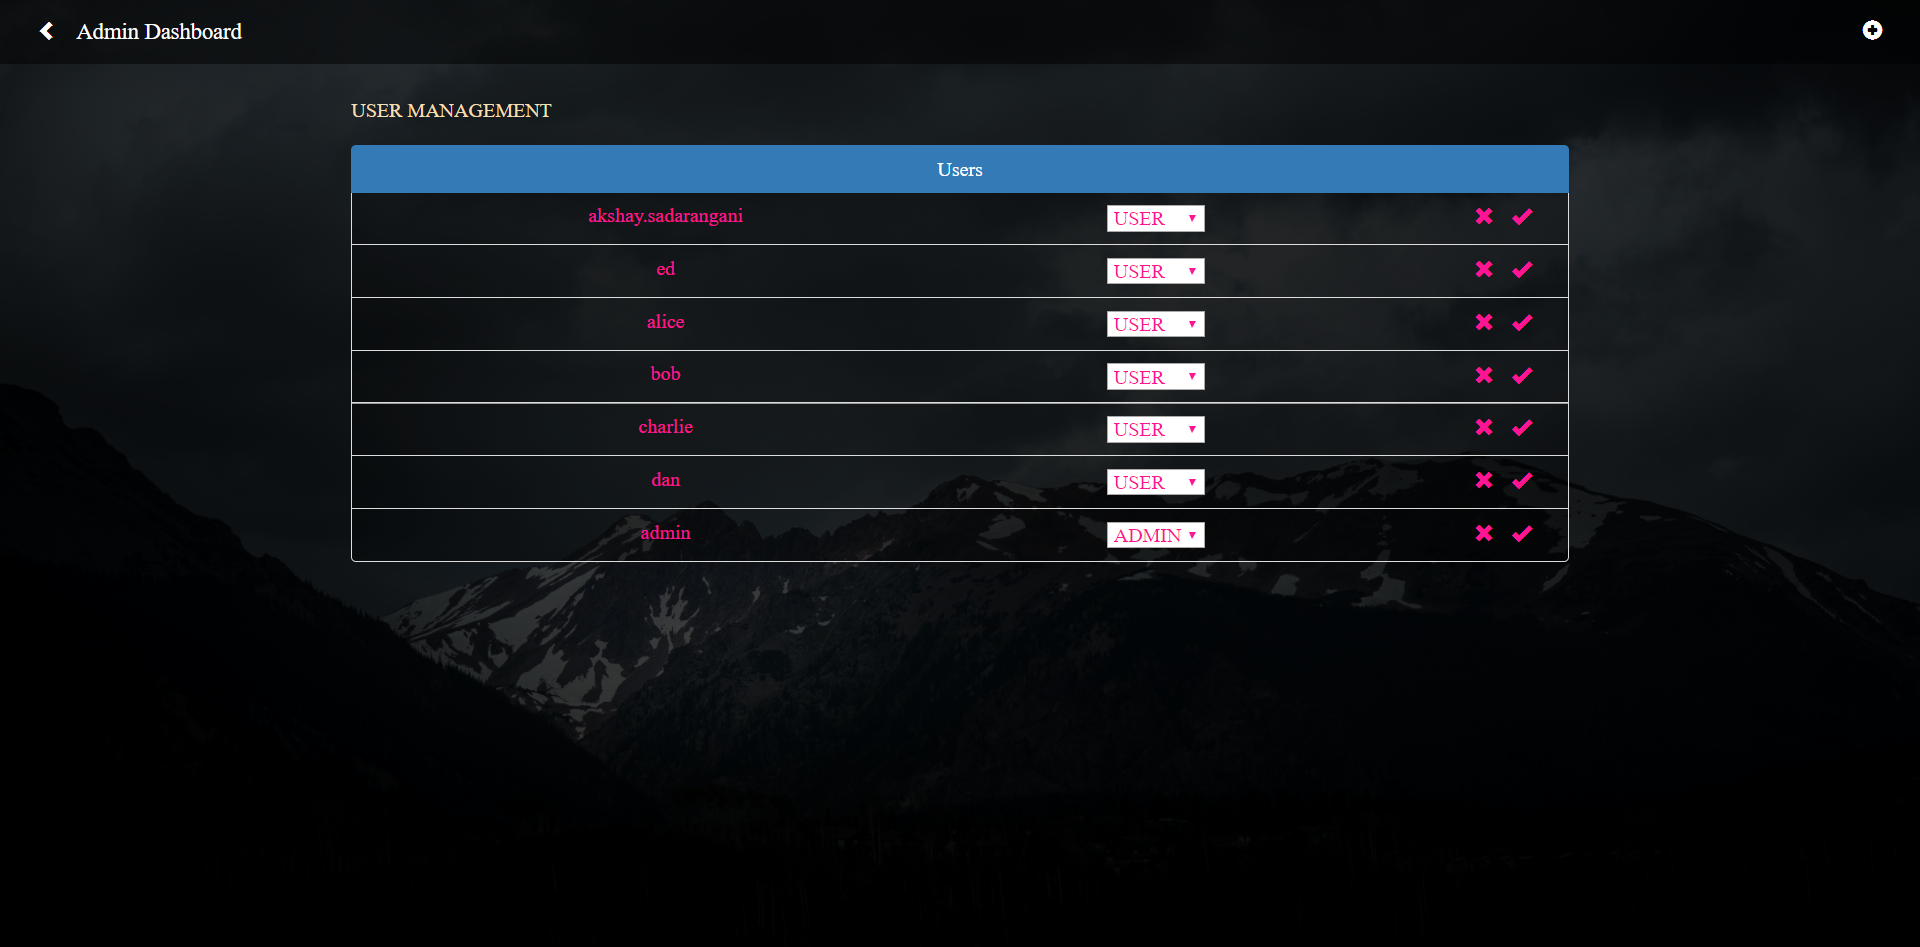 Admin Dashboard
USER MANAGEMENT
Users
akshay.sadarangani USER
ed USER
alice USER
bob USER
charlie USER
dan USER
admin ADMIN